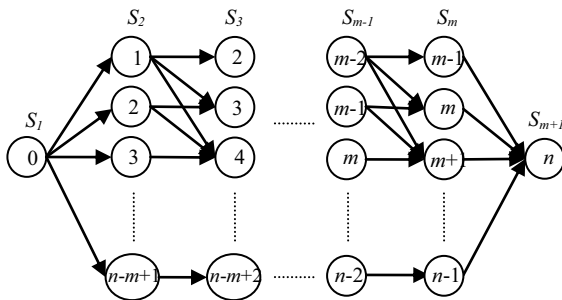 S₂ S₃ Sₘ₋₁ Sₘ
1 2 m-2 m-1
S₁ 2 3 m-1 m Sₘ₊₁
0 3 4 m m+1 n
n-m+1 n-m+2 n-2 n-1